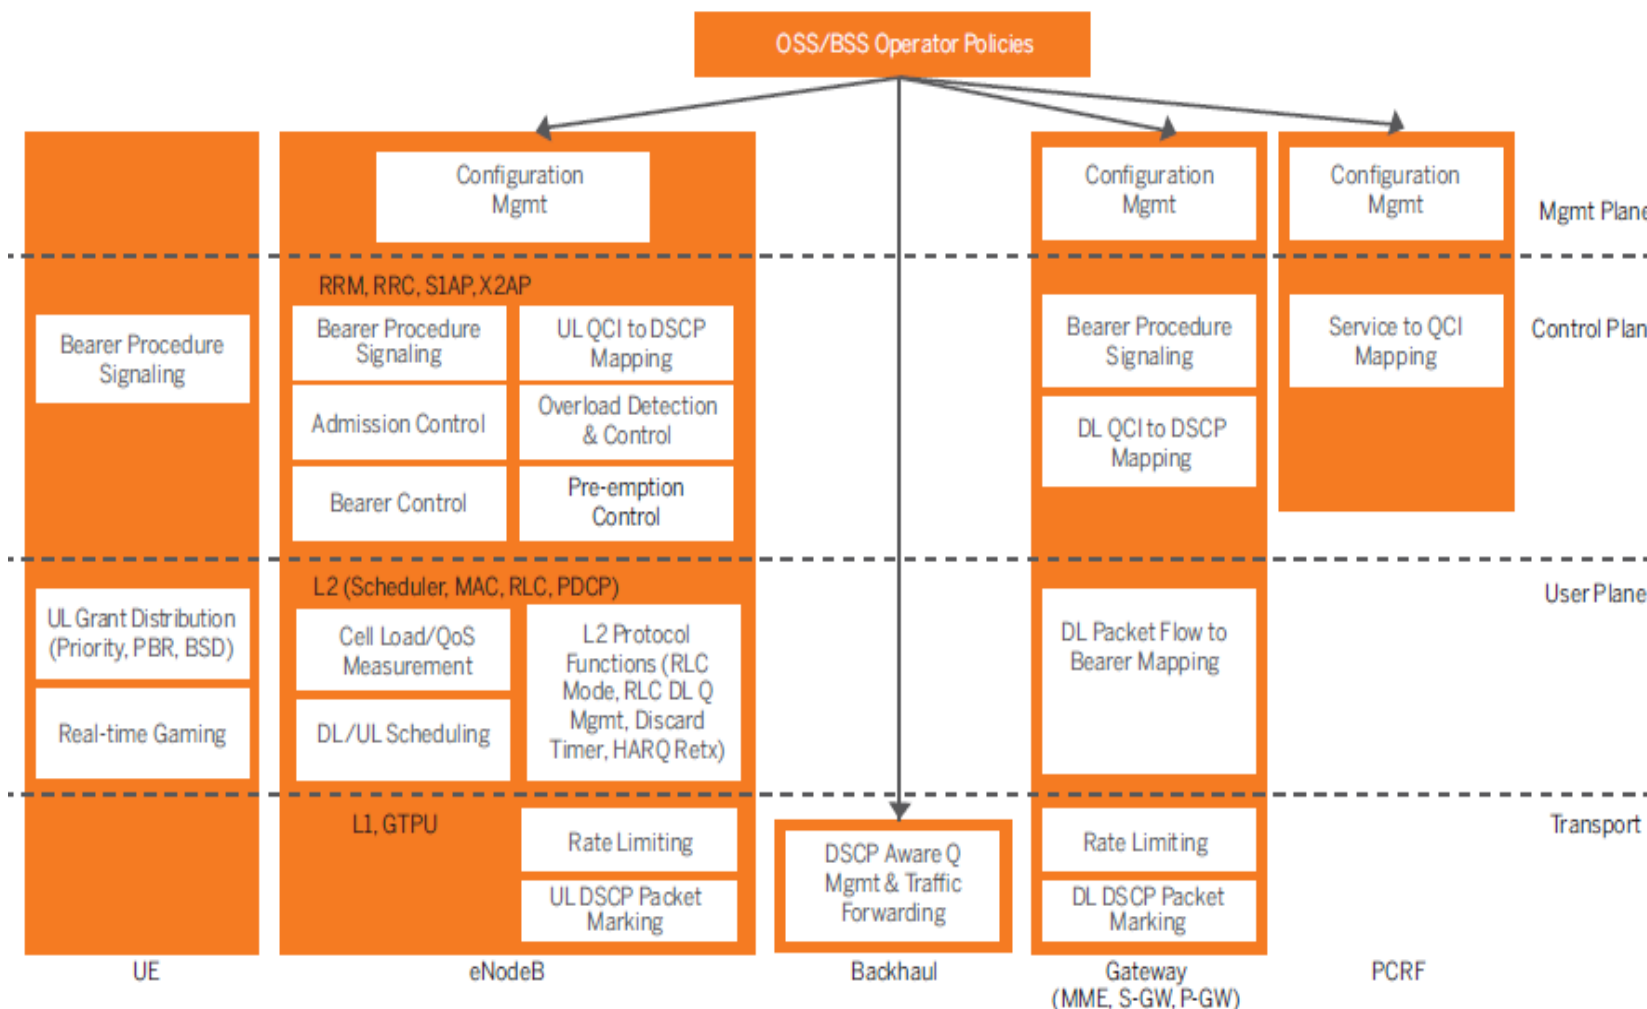 OSS/BSS Operator Policies
Configuration
Mgmt
Configuration
Mgmt
Configuration
Mgmt
Mgmt Plane
RRM, RRC, S1AP, X2AP
Bearer Procedure
Signaling
Bearer Procedure
Signaling
UL QCI to DSCP
Mapping
Bearer Procedure
Signaling
Service to QCI
Mapping
Control Plan
Admission Control
Overload Detection
& Control
DL QCI to DSCP
Mapping
Bearer Control
Pre-emption
Control
L2 (Scheduler, MAC, RLC, PDCP)
User Plane
UL Grant Distribution
(Priority, PBR, BSD)
Cell Load/QoS
Measurement
L2 Protocol
Functions (RLC
Mode, RLC DL Q
Mgmt, Discard
Timer, HARQ Retx)
DL Packet Flow to
Bearer Mapping
Real-time Gaming
DL/UL Scheduling
L1, GTPU
Transport
Rate Limiting
DSCP Aware Q
Mgmt & Traffic
Forwarding
Rate Limiting
UL DSCP Packet
Marking
DL DSCP Packet
Marking
UE
eNodeB
Backhaul
Gateway
(MME, S-GW, P-GW)
PCRF